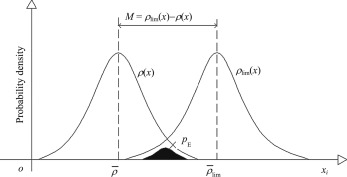 M = ρlim(x)−ρ(x)
ρ(x)
ρlim(x)
Probability density
pE
o
ρ̅
ρ̅lim
xi